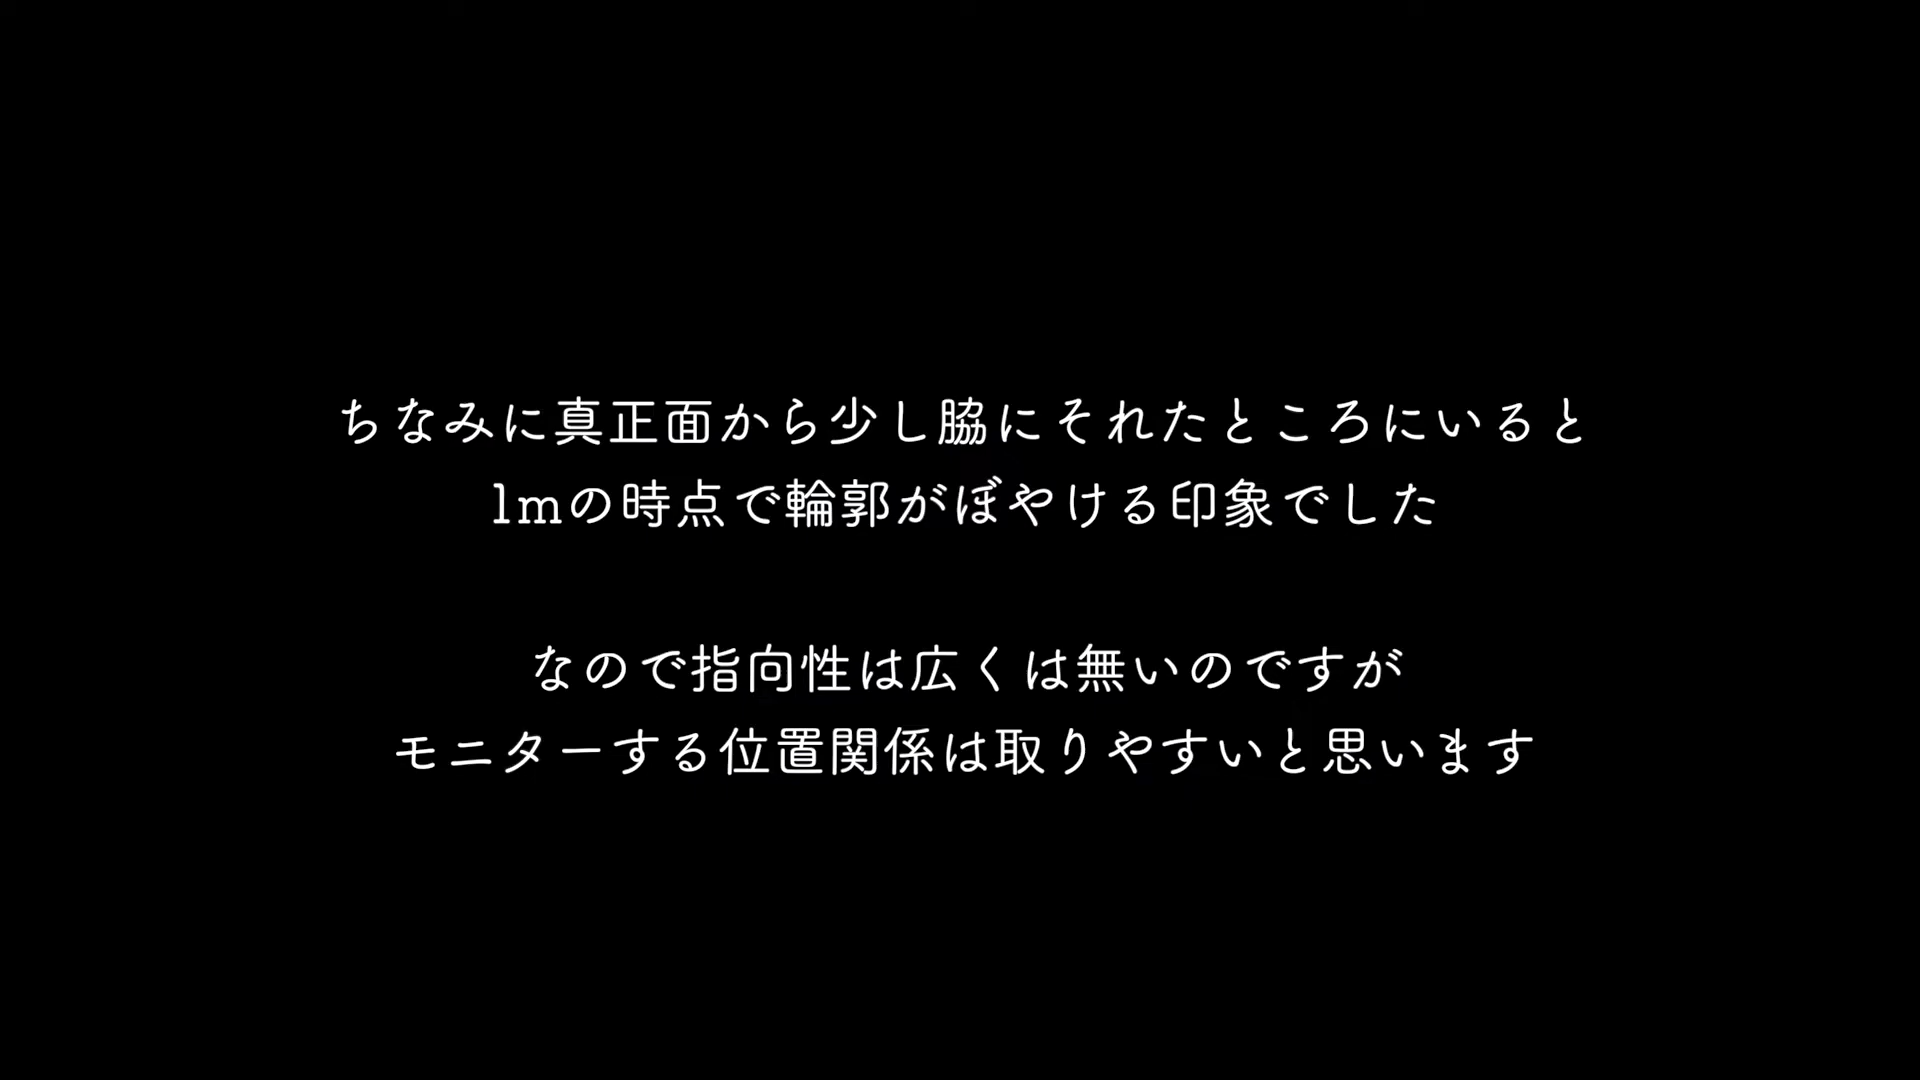 ちなみに真正面から少し脇にそれたところにいると
1mの時点で輪郭がぼやける印象でした
なので指向性は広くは無いのですが
モニターする位置関係は取りやすいと思います